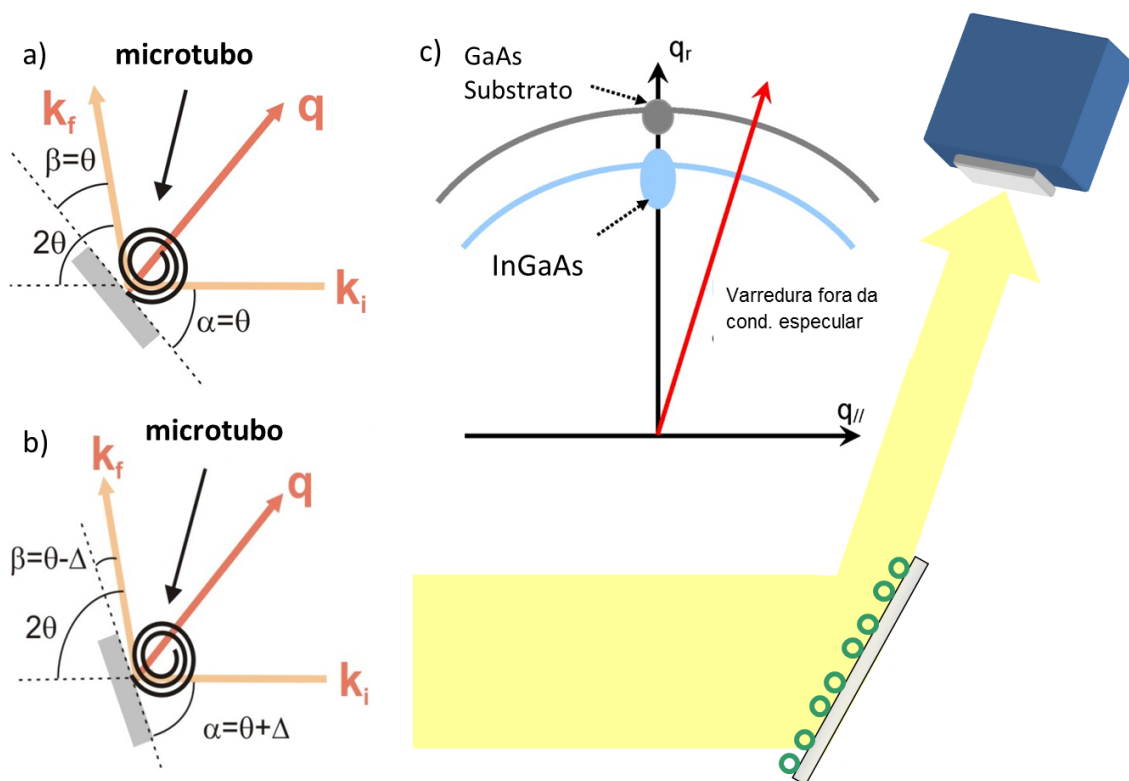 a)
microtubo
k_f
q
β=θ
2θ
k_i
α=θ
b)
microtubo
k_f
q
β=θ-Δ
2θ
k_i
α=θ+Δ
c)
GaAs
Substrato
q_r
InGaAs
Varredura fora da
cond. especular
q_//